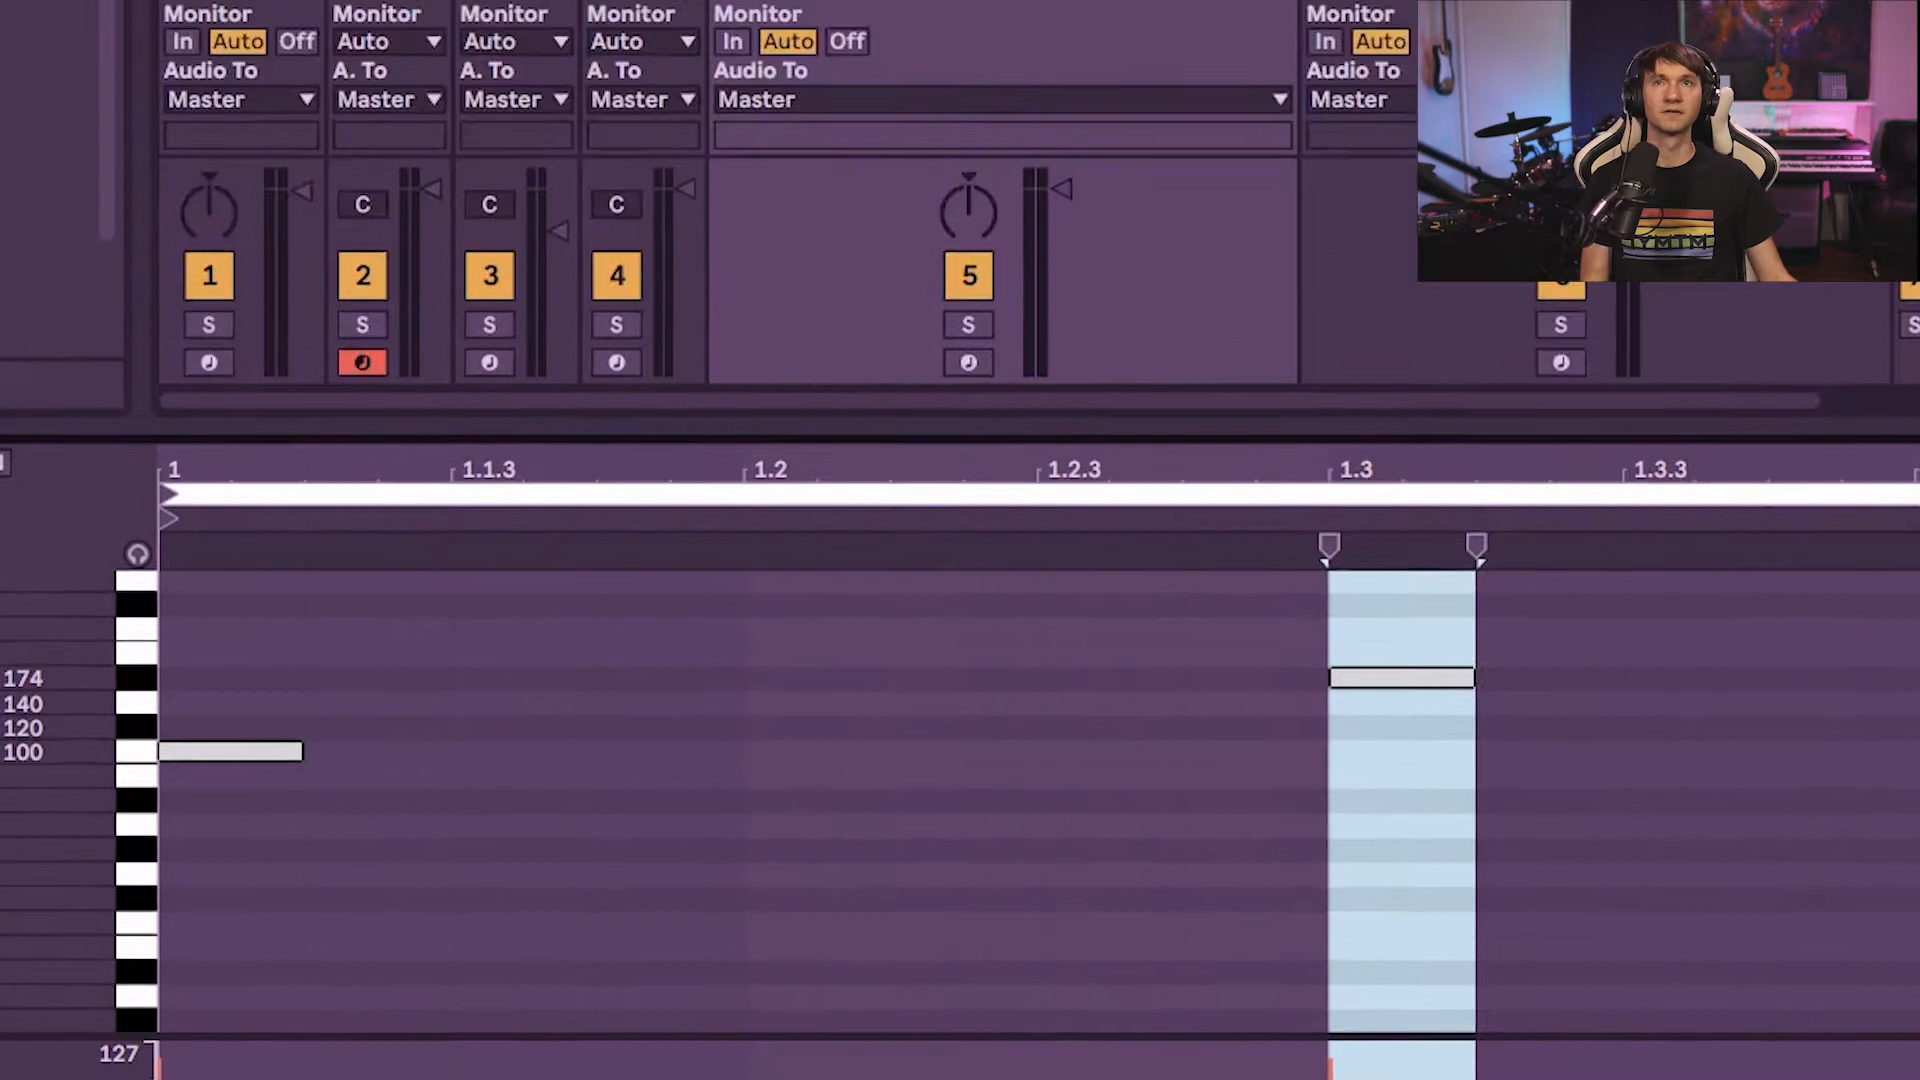 Monitor Monitor Monitor Monitor Monitor Monitor
In Auto Off Auto Auto Auto In Auto Off In Auto
Audio To A. To A. To A. To Audio To Audio To
Master Master Master Master Master Master
C C C
1 2 3 4 5
S S S S S S S
1 1.1.3 1.2 1.2.3 1.3 1.3.3
174
140
120
100
127